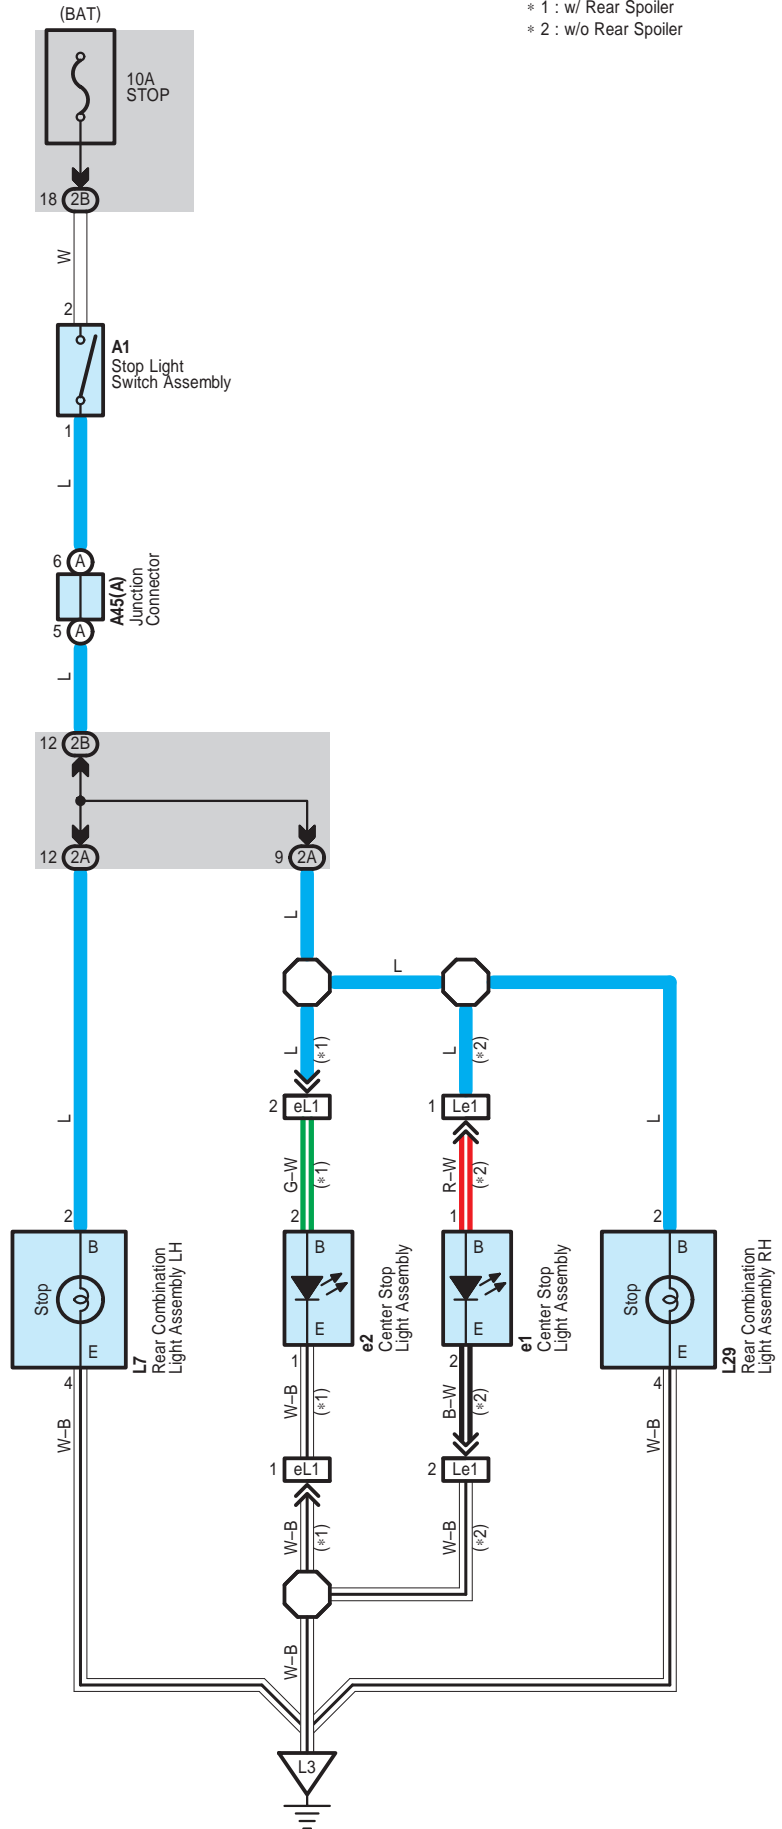 (BAT)
∗ 1 : w/ Rear Spoiler
∗ 2 : w/o Rear Spoiler
10A
STOP
18 2B
W
2
A1
Stop Light
Switch Assembly
1
L
6 A
A45(A)
Junction
Connector
5 A
L
12 2B
12 2A
9 2A
L
L
L
(∗1)
L
(∗2)
2 eL1
1 Le1
L
G–W
(∗1)
R–W
(∗2)
L
2
2
1
2
B
B
B
B
Stop
Stop
E
E
E
E
L7
Rear Combination
Light Assembly LH
e2
Center Stop
Light Assembly
e1
Center Stop
Light Assembly
L29
Rear Combination
Light Assembly RH
4
1
2
4
W–B
W–B
(∗1)
B–W
(∗2)
W–B
1 eL1
2 Le1
W–B
(∗1)
W–B
(∗2)
W–B
L3